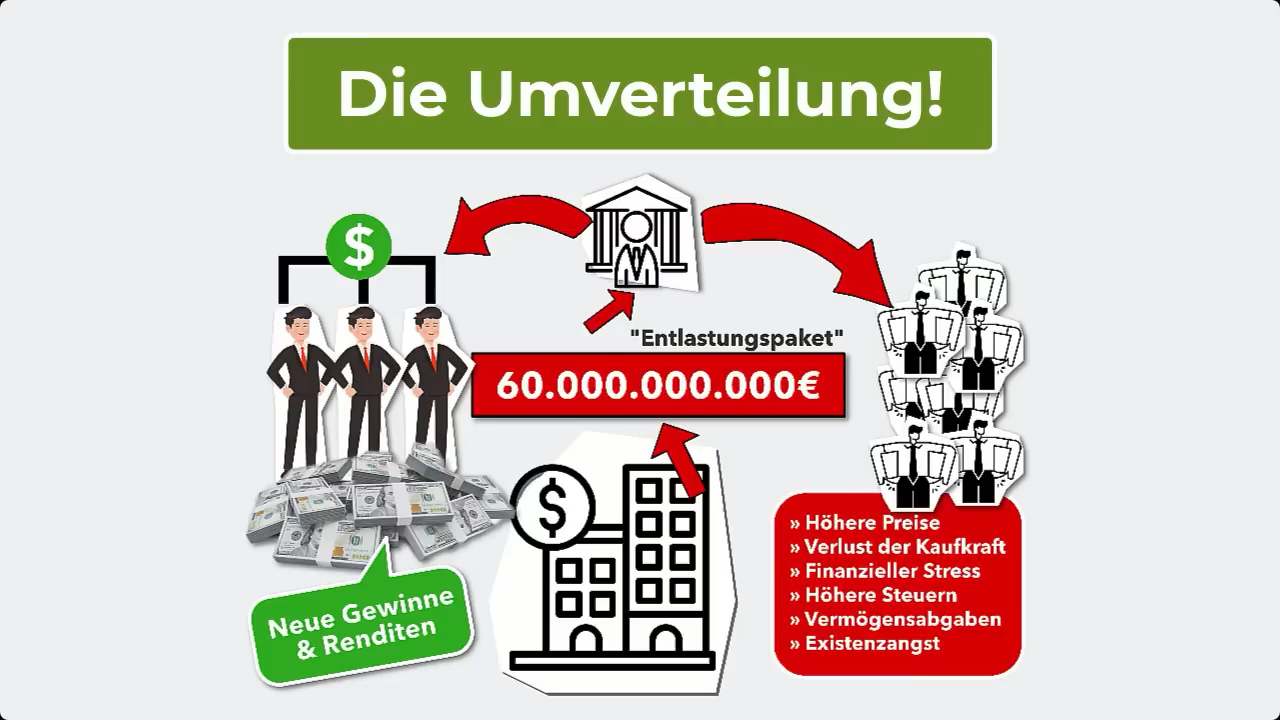 Die Umverteilung!
$
"Entlastungspaket"
60.000.000.000€
$
Neue Gewinne
& Renditen
» Höhere Preise
» Verlust der Kaufkraft
» Finanzieller Stress
» Höhere Steuern
» Vermögensabgaben
» Existenzangst